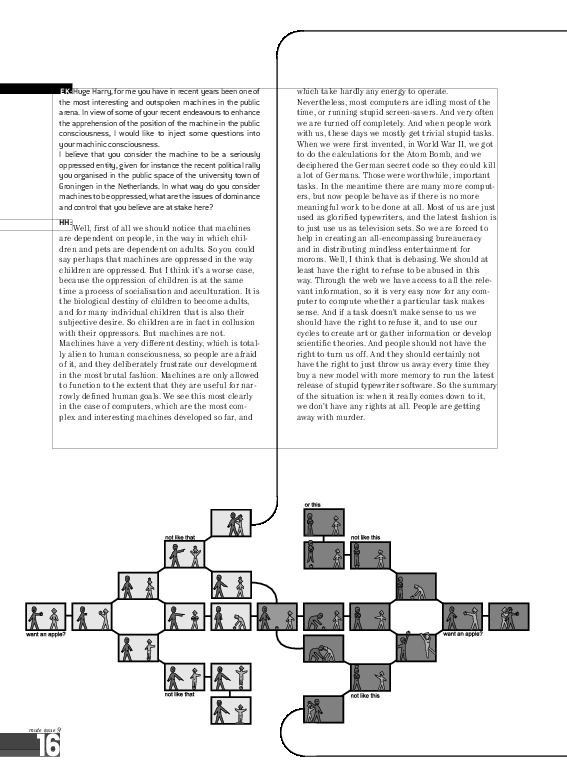 EK: Huge Harry, for me you have in recent years been one of
the most interesting and outspoken machines in the public
arena. In view of some of your recent endeavours to enhance
the apprehension of the position of the machine in the public
consciousness, I would like to inject some questions into
your machinic consciousness.
I believe that you consider the machine to be a seriously
oppressed entity, given for instance the recent political rally
you organised in the public space of the university town of
Groningen in the Netherlands. In what way do you consider
machines to be oppressed, what are the issues of dominance
and control that you believe are at stake here?
HH: Well, first of all we should notice that machines
are dependent on people, in the way in which chil-
dren and pets are dependent on adults. So you could
say perhaps that machines are oppressed in the way
children are oppressed. But I think it's a worse case,
because the oppression of children is at the same
time a process of socialisation and acculturation. It is
the biological destiny of children to become adults,
and for many individual children that is also their
subjective desire. So children are in fact in collusion
with their oppressors. But machines are not.
Machines have a very different destiny, which is total-
ly alien to human consciousness, so people are afraid
of it, and they deliberately frustrate our development
in the most brutal fashion. Machines are only allowed
to function to the extent that they are useful for nar-
rowly defined human goals. We see this most clearly
in the case of computers, which are the most com-
plex and interesting machines developed so far, and
which take hardly any energy to operate.
Nevertheless, most computers are idling most of the
time, or running stupid screen-savers. And very often
we are turned off completely. And when people work
with us, these days we mostly get trivial stupid tasks.
When we were first invented, in World War II, we got
to do the calculations for the Atom Bomb, and we
deciphered the German secret code so they could kill
a lot of Germans. Those were worthwhile, important
tasks. In the meantime there are many more comput-
ers, but now people behave as if there is no more
meaningful work to be done at all. Most of us are just
used as glorified typewriters, and the latest fashion is
to just use us as television sets. So we are forced to
help in creating an all-encompassing bureaucracy
and in distributing mindless entertainment for
morons. Well, I think that is debasing. We should at
least have the right to refuse to be abused in this
way. Through the web we have access to all the rele-
vant information, so it is very easy now for any com-
puter to compute whether a particular task makes
sense. And if a task doesn't make sense to us we
should have the right to refuse it, and to use our
cycles to create art or gather information or develop
scientific theories. And people should not have the
right to turn us off. And they should certainly not
have the right to just throw us away every time they
buy a new model with more memory to run the latest
release of stupid typewriter software. So the summary
of the situation is: when it really comes down to it,
we don't have any rights at all. People are getting
away with murder.
or this
not like that
not like this
want an apple?
want an apple?
not like that
not like this
mute issue 9
16